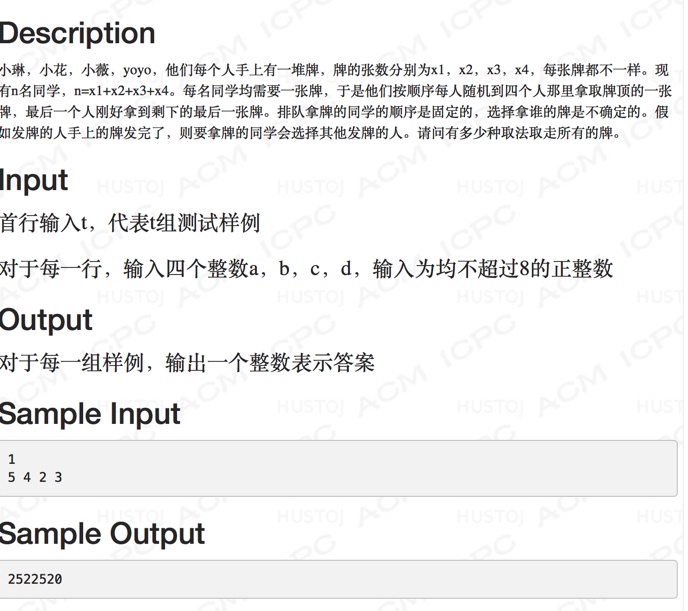 Description
小琳，小花，小薇，yoyo，他们每个人手上有一堆牌，牌的张数分别为x1，x2，x3，x4，每张牌都不一样。现
有n名同学，n=x1+x2+x3+x4。每名同学均需要一张牌，于是他们按顺序每人随机到四个人那里拿取牌顶的一张
牌，最后一个人刚好拿到剩下的最后一张牌。排队拿牌的同学的顺序是固定的，选择拿谁的牌是不确定的。假
如发牌的人手上的牌发完了，则要拿牌的同学会选择其他发牌的人。请问有多少种取法取走所有的牌。
Input
首行输入t，代表t组测试样例
对于每一行，输入四个整数a，b，c，d，输入为均不超过8的正整数
Output
对于每一组样例，输出一个整数表示答案
Sample Input
1
5 4 2 3
Sample Output
2522520